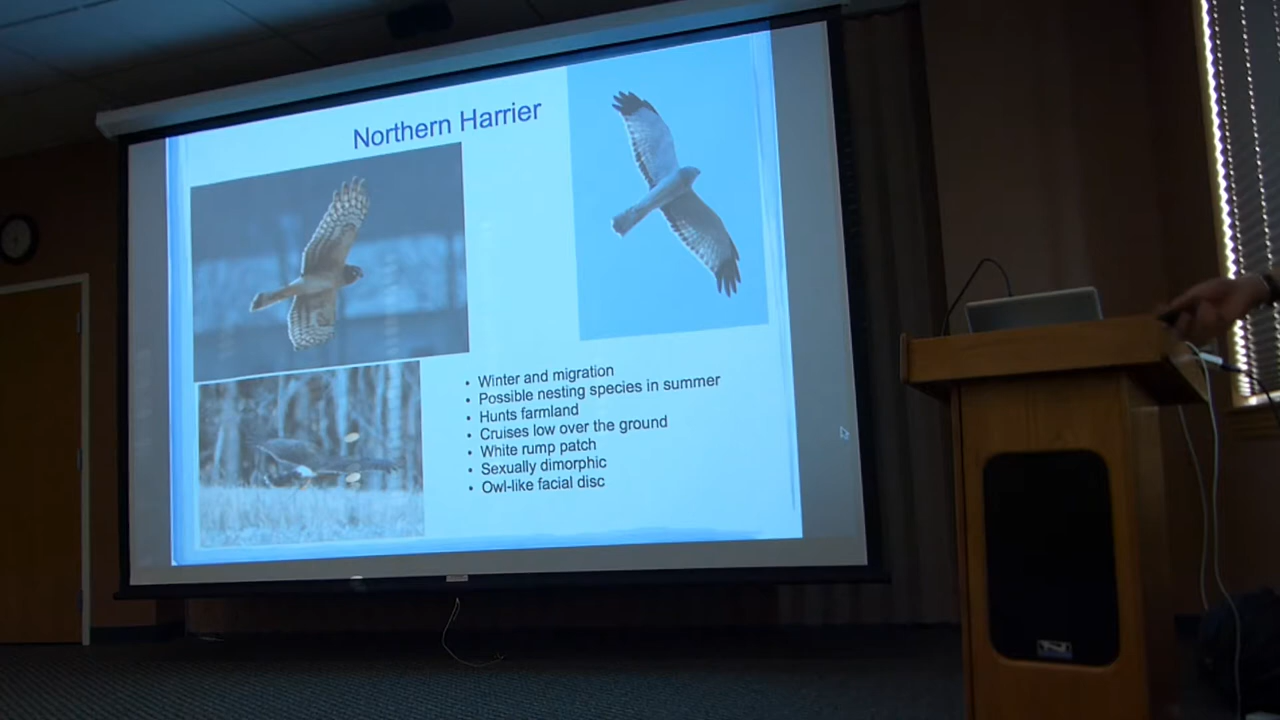 Northern Harrier
• Winter and migration
• Possible nesting species in summer
• Hunts farmland
• Cruises low over the ground
• White rump patch
• Sexually dimorphic
• Owl-like facial disc